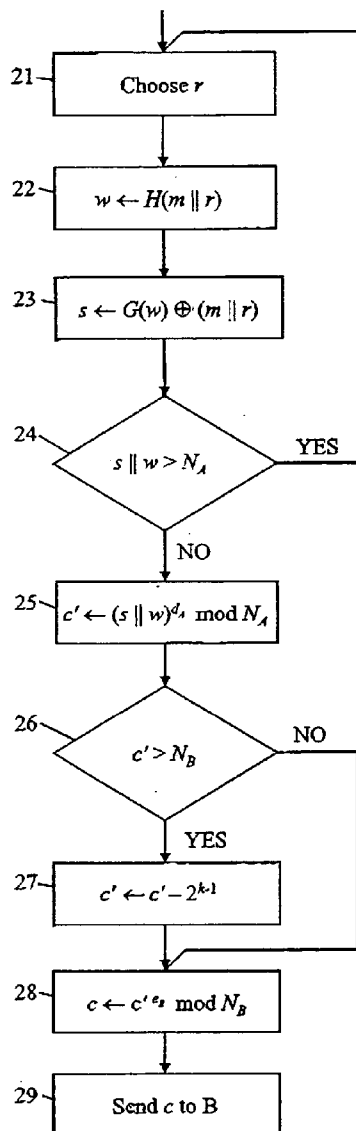 21 Choose r
22 w ← H(m || r)
23 s ← G(w) ⊕ (m || r)
24 s || w > N_A YES
NO
25 c' ← (s || w)^{d_A} mod N_A
26 c' > N_B NO
YES
27 c' ← c' − 2^{k-1}
28 c ← c'^{e_B} mod N_B
29 Send c to B